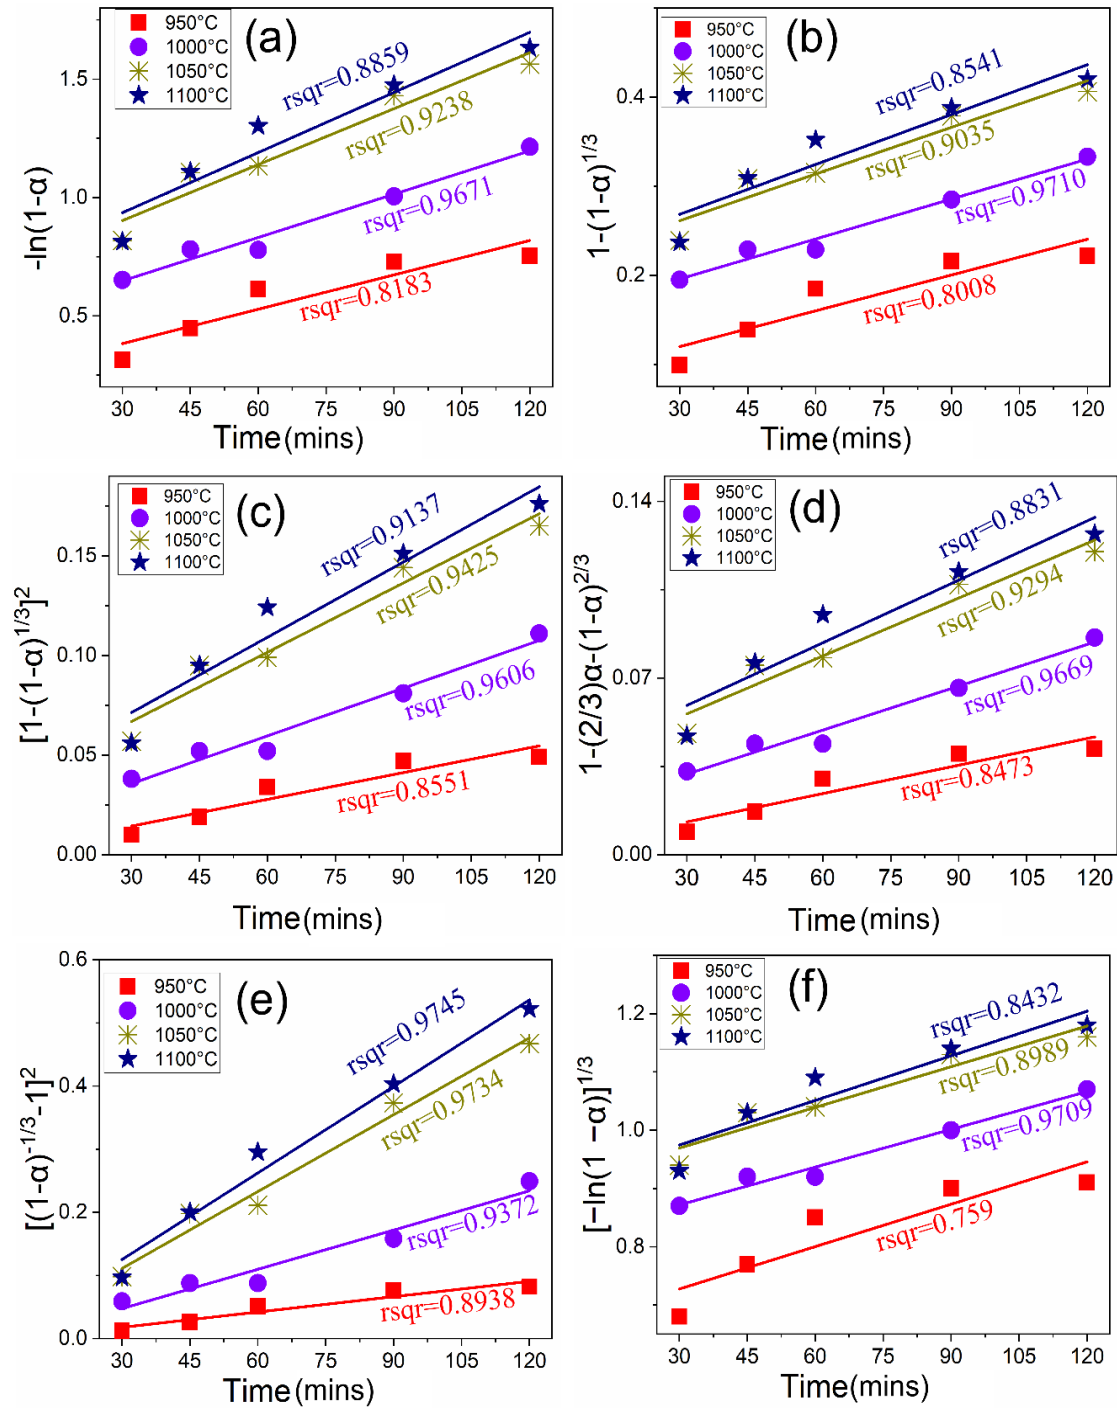 (a)
950°C
1000°C
1050°C
1100°C
rsqr=0.8859
rsqr=0.9238
rsqr=0.9671
rsqr=0.8183
-ln(1-α)
1.5
1.0
0.5
30 45 60 75 90 105 120
Time(mins)
(b)
950°C
1000°C
1050°C
1100°C
rsqr=0.8541
rsqr=0.9035
rsqr=0.9710
rsqr=0.8008
1-(1-α)^1/3
0.4
0.2
30 45 60 75 90 105 120
Time(mins)
(c)
950°C
1000°C
1050°C
1100°C
rsqr=0.9137
rsqr=0.9425
rsqr=0.9606
rsqr=0.8551
[1-(1-α)^1/3]^2
0.15
0.10
0.05
0.00
30 45 60 75 90 105 120
Time(mins)
(d)
950°C
1000°C
1050°C
1100°C
rsqr=0.8831
rsqr=0.9294
rsqr=0.9669
rsqr=0.8473
1-(2/3)α-(1-α)^2/3
0.14
0.07
0.00
30 45 60 75 90 105 120
Time(mins)
(e)
950°C
1000°C
1050°C
1100°C
rsqr=0.9745
rsqr=0.9734
rsqr=0.9372
rsqr=0.8938
[(1-α)^-1/3-1]^2
0.6
0.4
0.2
0.0
30 45 60 75 90 105 120
Time(mins)
(f)
950°C
1000°C
1050°C
1100°C
rsqr=0.8432
rsqr=0.8989
rsqr=0.9709
rsqr=0.759
[−ln(1 −α)]^1/3
1.2
1.0
0.8
30 45 60 75 90 105 120
Time(mins)